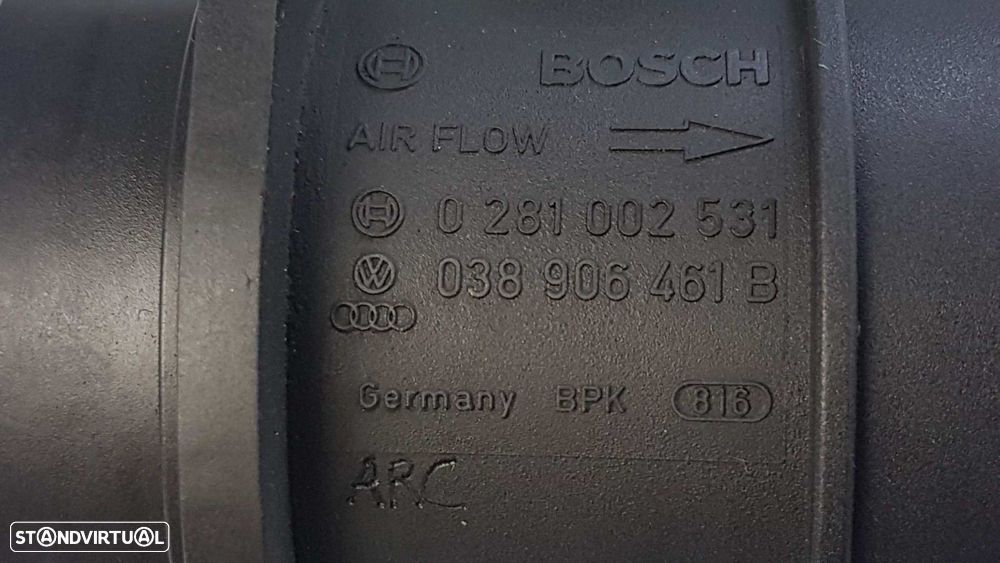 BOSCH
AIR FLOW
0 281 002 531
038 906 461 B
Germany BPK 816
ARC
STANDVIRTUAL